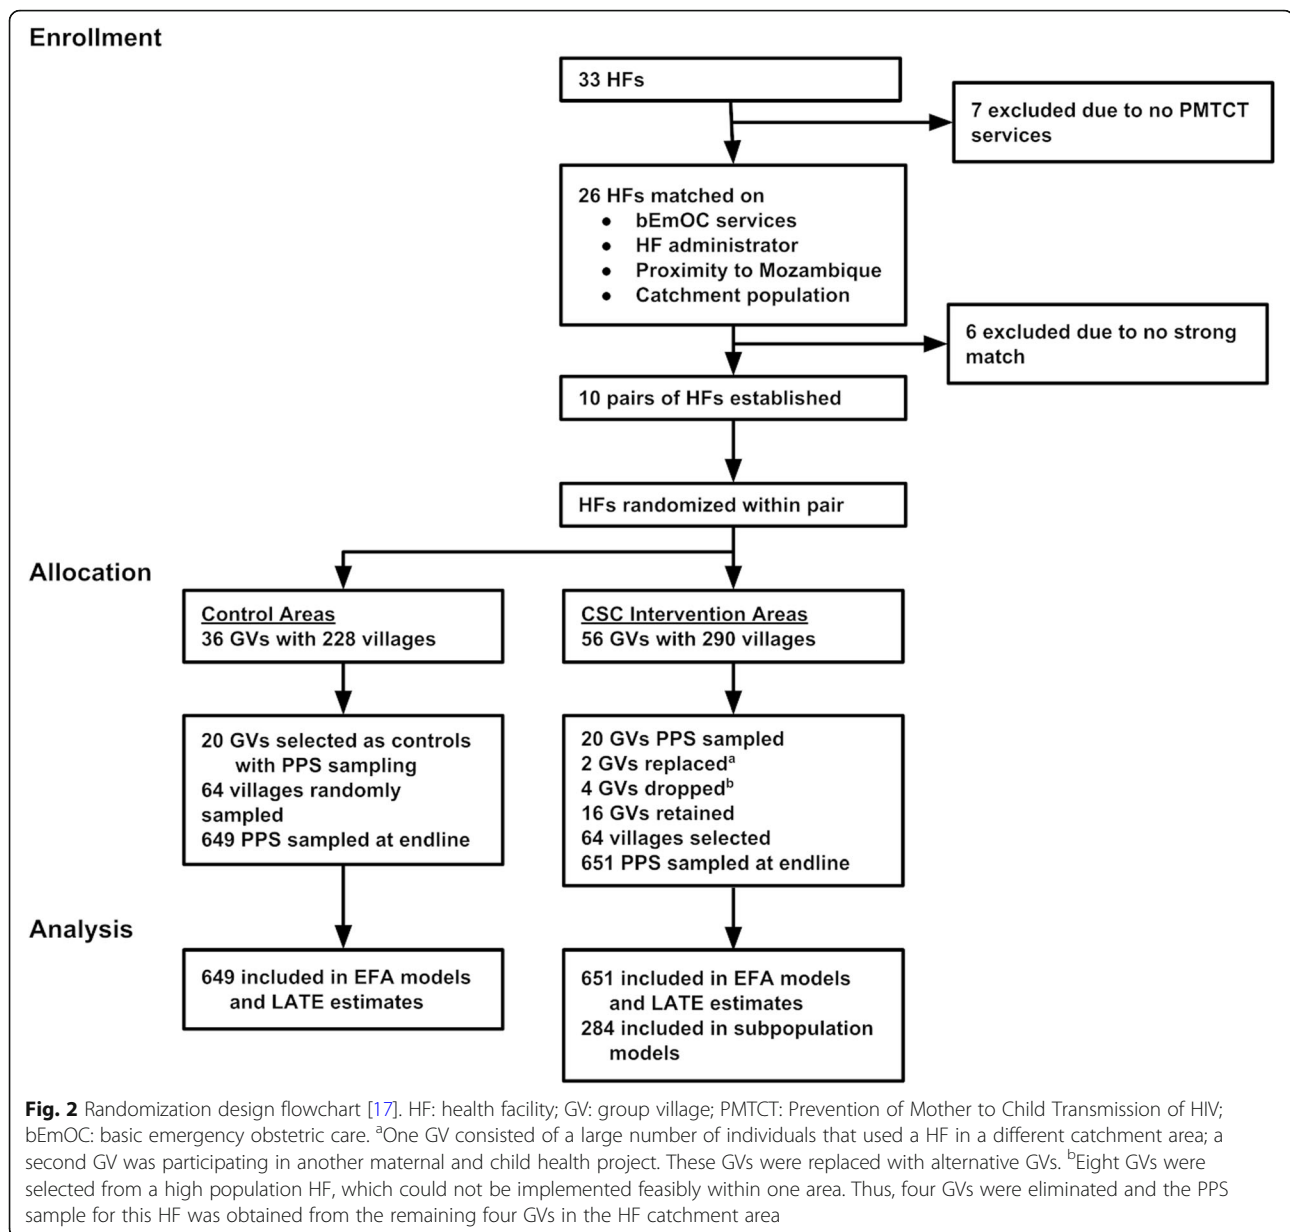 Enrollment
33 HFs
7 excluded due to no PMTCT
services
26 HFs matched on
● bEmOC services
● HF administrator
● Proximity to Mozambique
● Catchment population
6 excluded due to no strong
match
10 pairs of HFs established
HFs randomized within pair
Allocation
Control Areas
36 GVs with 228 villages
CSC Intervention Areas
56 GVs with 290 villages
20 GVs selected as controls
with PPS sampling
64 villages randomly
sampled
649 PPS sampled at endline
20 GVs PPS sampled
2 GVs replacedᵃ
4 GVs droppedᵇ
16 GVs retained
64 villages selected
651 PPS sampled at endline
Analysis
649 included in EFA models
and LATE estimates
651 included in EFA models
and LATE estimates
284 included in subpopulation
models
Fig. 2 Randomization design flowchart [17]. HF: health facility; GV: group village; PMTCT: Prevention of Mother to Child Transmission of HIV;
bEmOC: basic emergency obstetric care. ᵃOne GV consisted of a large number of individuals that used a HF in a different catchment area; a
second GV was participating in another maternal and child health project. These GVs were replaced with alternative GVs. ᵇEight GVs were
selected from a high population HF, which could not be implemented feasibly within one area. Thus, four GVs were eliminated and the PPS
sample for this HF was obtained from the remaining four GVs in the HF catchment area